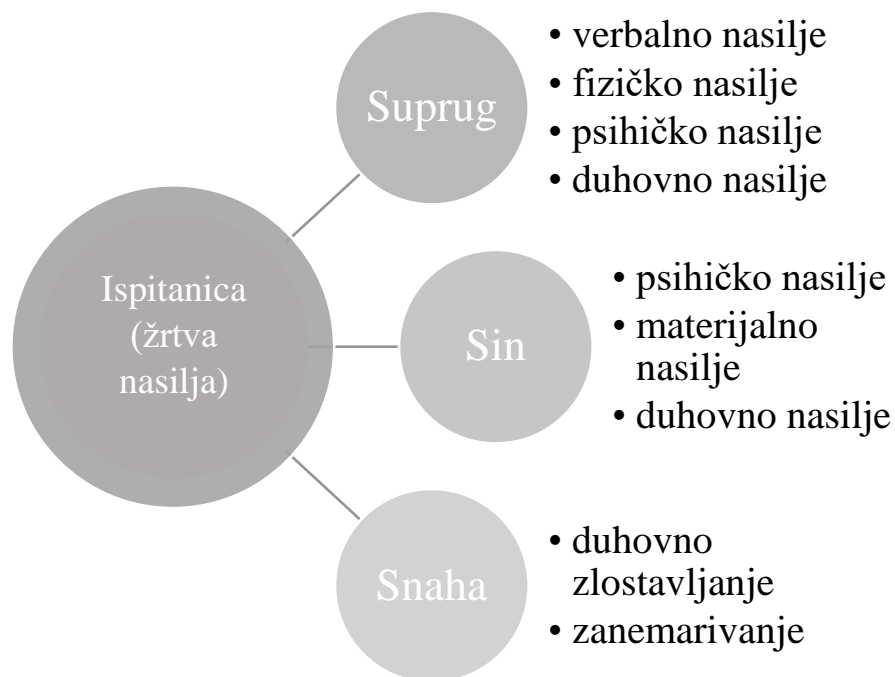 Ispitanica
(žrtva
nasilja)
Suprug
• verbalno nasilje
• fizičko nasilje
• psihičko nasilje
• duhovno nasilje
Sin
• psihičko nasilje
• materijalno
nasilje
• duhovno nasilje
Snaha
• duhovno
zlostavljanje
• zanemarivanje